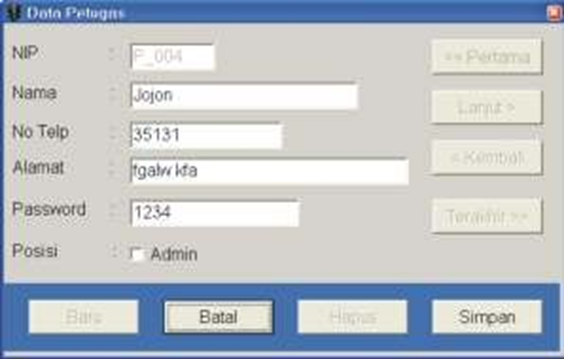 Data Petugas
NIP : P_004
<< Pertama
Nama : Jojon
Lanjut >
No Telp : 35131
< Kembali
Alamat : fgalw kfa
Password : 1234
Terakhir >>
Posisi : Admin
Baru Batal Hapus Simpan